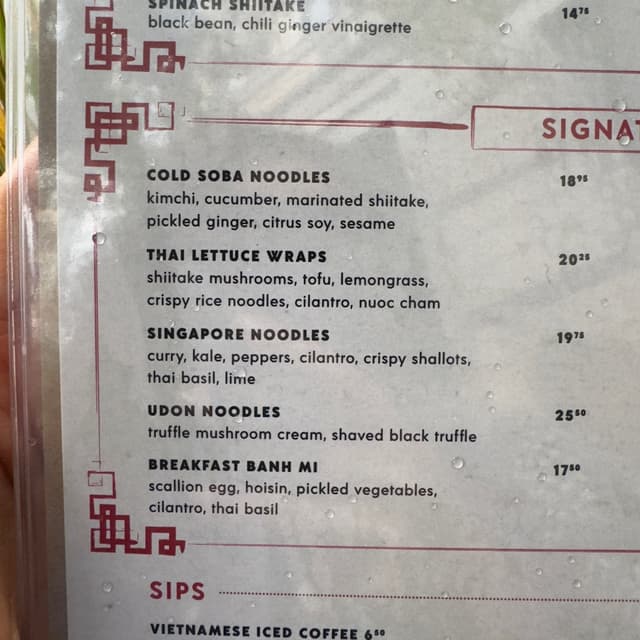 SPINACH SHIITAKE 14⁷⁵
black bean, chili ginger vinaigrette
SIGNAT
COLD SOBA NOODLES 18⁹⁵
kimchi, cucumber, marinated shiitake,
pickled ginger, citrus soy, sesame
THAI LETTUCE WRAPS 20²⁵
shiitake mushrooms, tofu, lemongrass,
crispy rice noodles, cilantro, nuoc cham
SINGAPORE NOODLES 19⁷⁵
curry, kale, peppers, cilantro, crispy shallots,
thai basil, lime
UDON NOODLES 25⁵⁰
truffle mushroom cream, shaved black truffle
BREAKFAST BANH MI 17⁵⁰
scallion egg, hoisin, pickled vegetables,
cilantro, thai basil
SIPS
VIETNAMESE ICED COFFEE 6⁵⁰